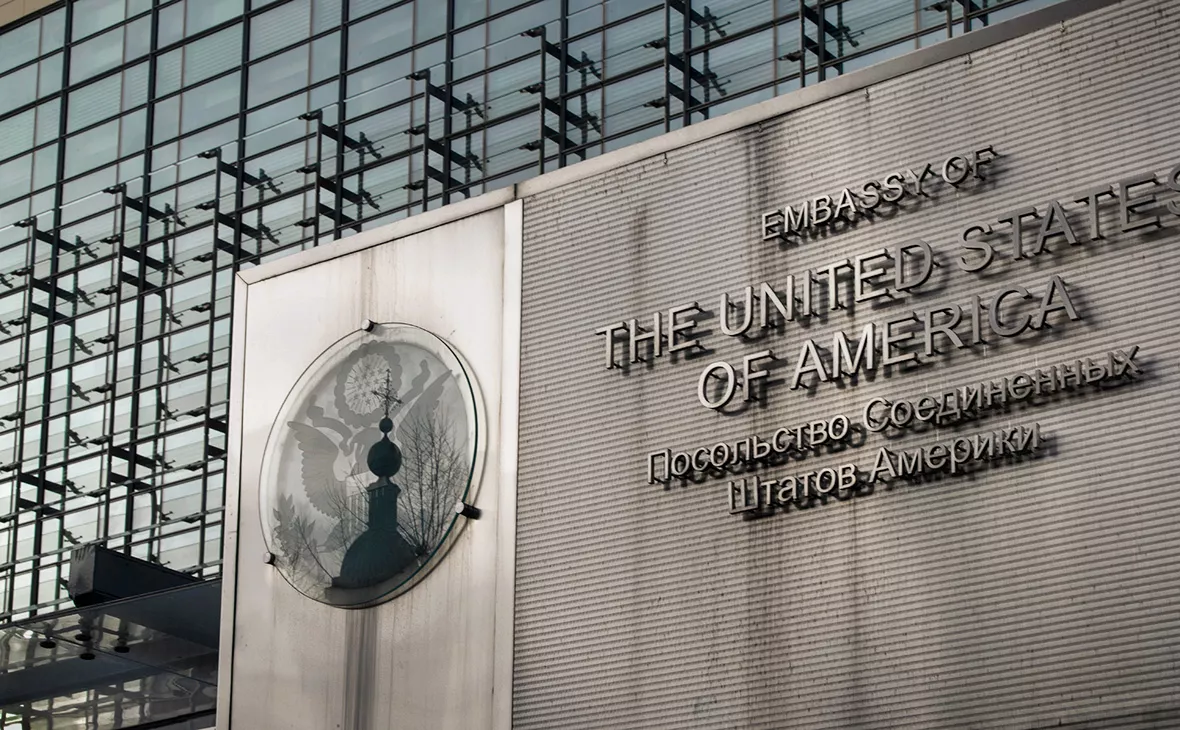 EMBASSY OF
THE UNITED STATES
OF AMERICA
Посольство Соединенных
Штатов Америки